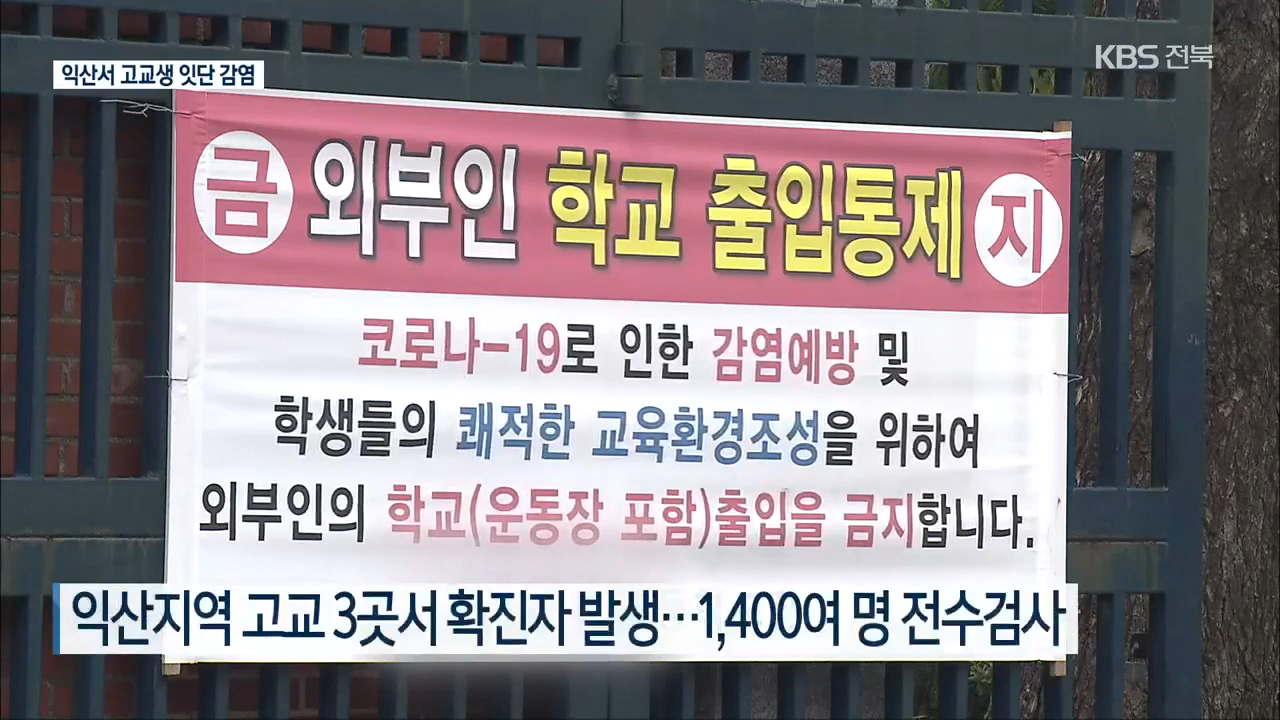 익산서 고교생 잇단 감염
KBS 전북
금 외부인 학교 출입통제 지
코로나-19로 인한 감염예방 및
학생들의 쾌적한 교육환경조성을 위하여
외부인의 학교(운동장 포함)출입을 금지합니다.
익산지역 고교 3곳서 확진자 발생…1,400여 명 전수검사